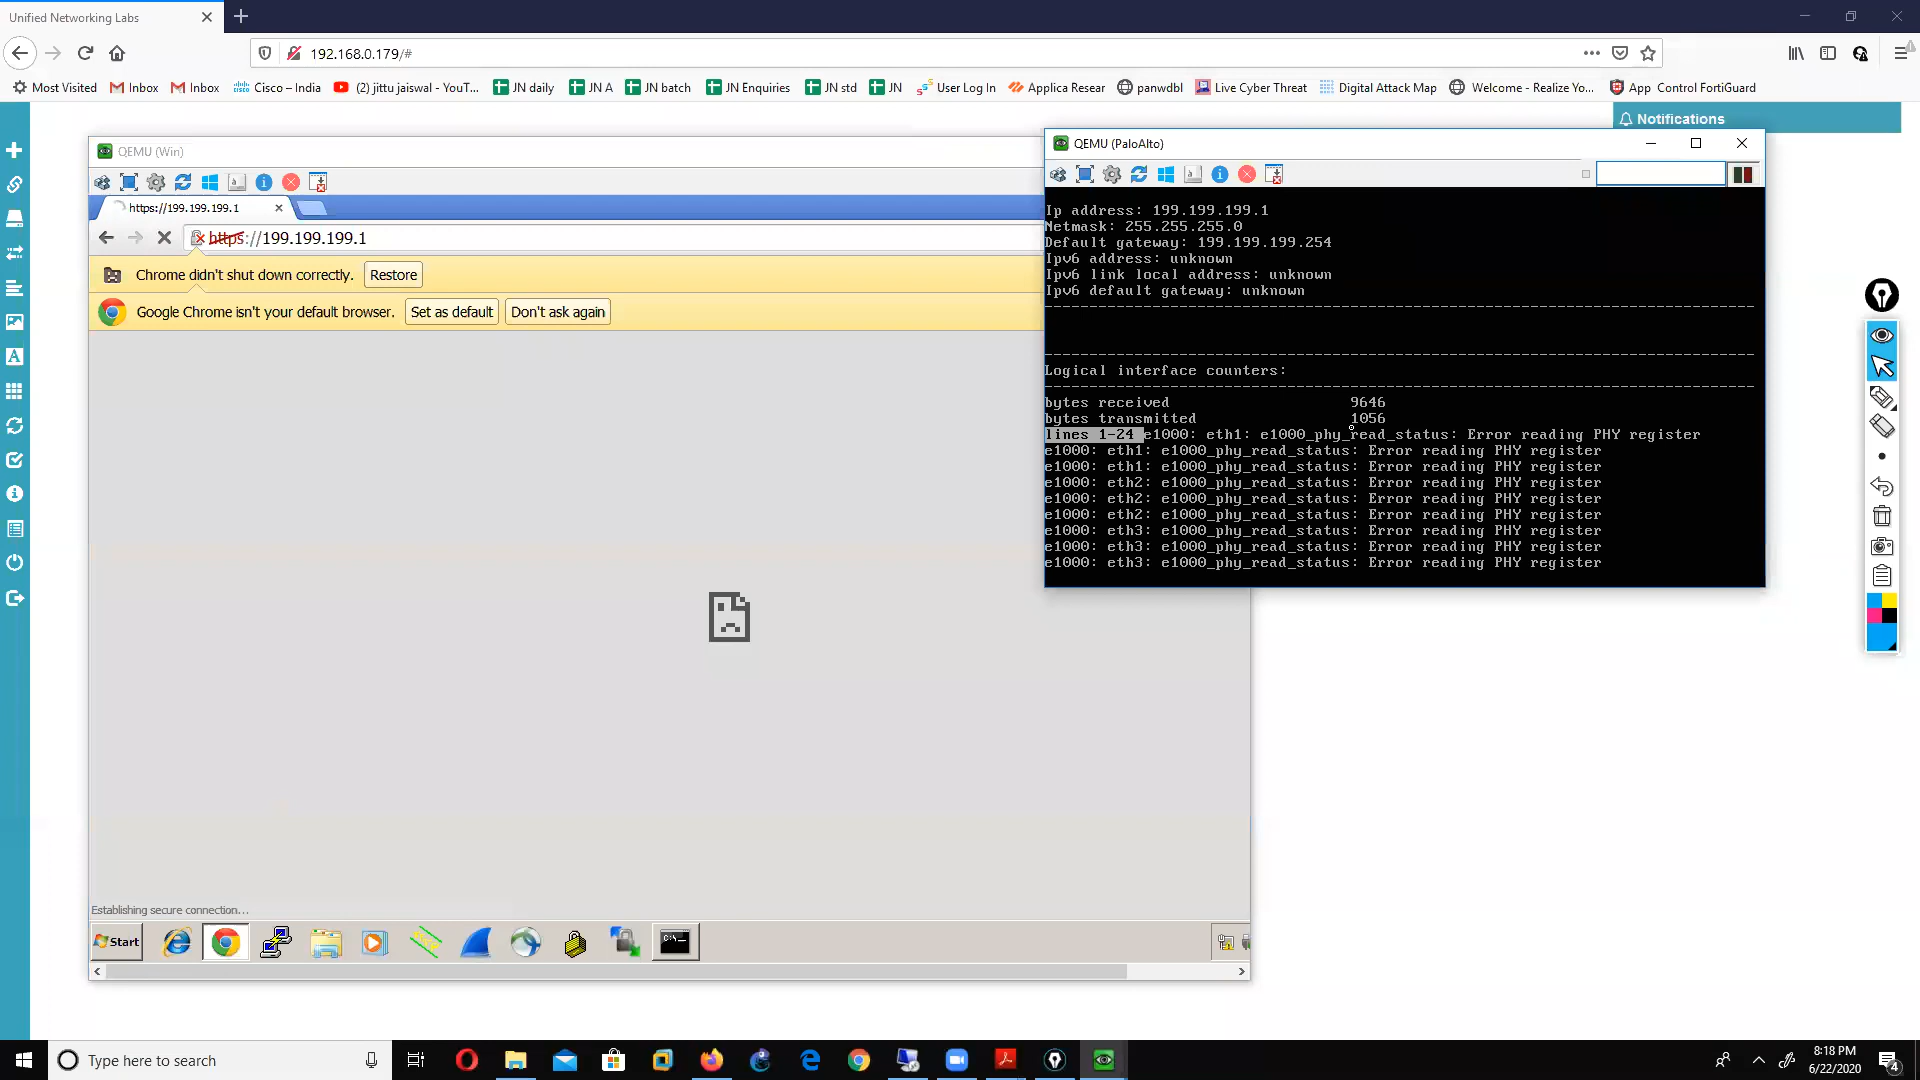 Unified Networking Labs
192.168.0.179/#
Most Visited
Inbox
Inbox
Cisco – India
(2) jittu jaiswal - YouT...
JN daily
JN A
JN batch
JN Enquiries
JN std
JN
User Log In
Applica Resear
panwdbl
Live Cyber Threat
Digital Attack Map
Welcome - Realize Yo...
App Control FortiGuard
Notifications
QEMU (Win)
https://199.199.199.1
https://199.199.199.1
Chrome didn't shut down correctly. Restore
Google Chrome isn't your default browser. Set as default Don't ask again
Establishing secure connection...
Start
QEMU (PaloAlto)
Ip address: 199.199.199.1
Netmask: 255.255.255.0
Default gateway: 199.199.199.254
Ipv6 address: unknown
Ipv6 link local address: unknown
Ipv6 default gateway: unknown
--------------------------------------------------------------------------------
--------------------------------------------------------------------------------
Logical interface counters:
--------------------------------------------------------------------------------
bytes received 9646
bytes transmitted 1056
lines 1-24 e1000: eth1: e1000_phy_read_status: Error reading PHY register
e1000: eth1: e1000_phy_read_status: Error reading PHY register
e1000: eth1: e1000_phy_read_status: Error reading PHY register
e1000: eth2: e1000_phy_read_status: Error reading PHY register
e1000: eth2: e1000_phy_read_status: Error reading PHY register
e1000: eth2: e1000_phy_read_status: Error reading PHY register
e1000: eth3: e1000_phy_read_status: Error reading PHY register
e1000: eth3: e1000_phy_read_status: Error reading PHY register
e1000: eth3: e1000_phy_read_status: Error reading PHY register
Type here to search
8:18 PM
6/22/2020
4